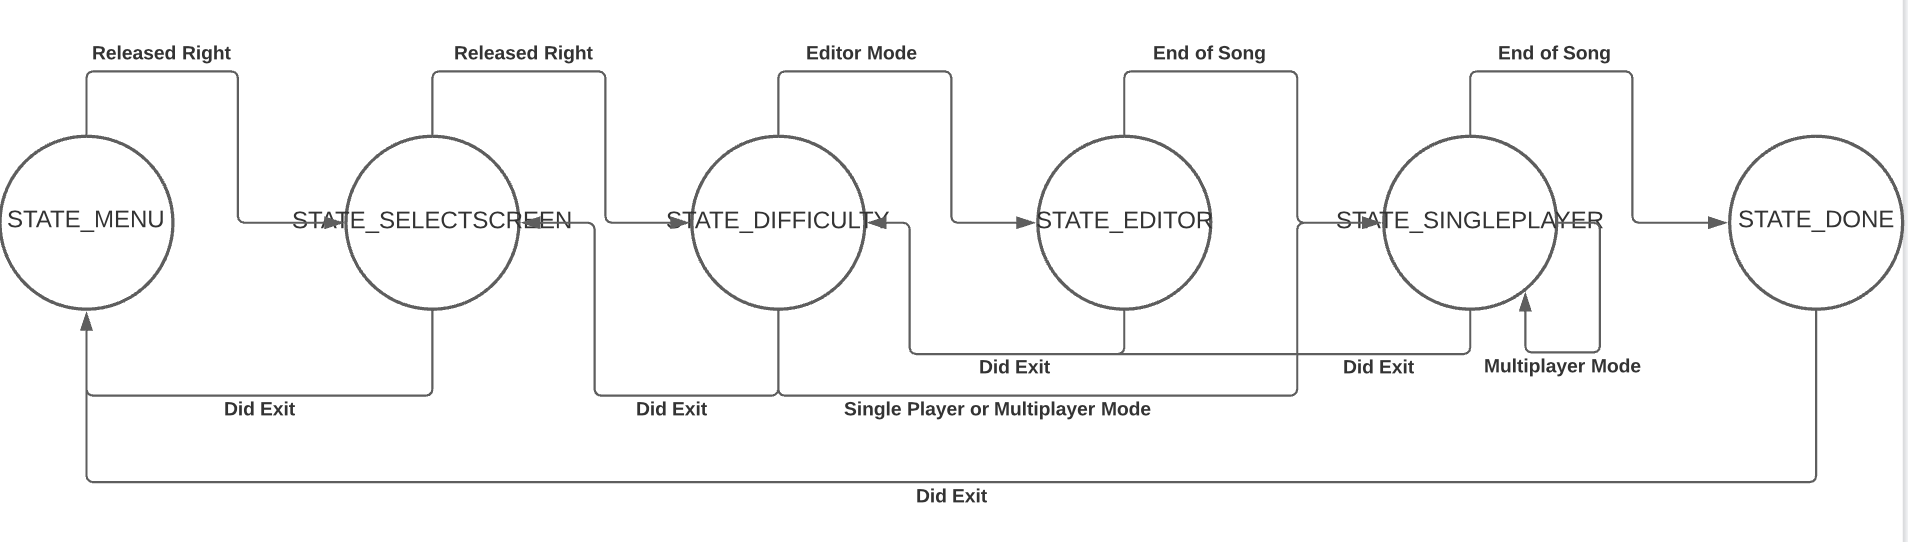 Released Right
Released Right
Editor Mode
End of Song
End of Song
STATE_MENU
STATE_SELECTSCREEN
STATE_DIFFICULTY
STATE_EDITOR
STATE_SINGLEPLAYER
STATE_DONE
Did Exit
Did Exit
Multiplayer Mode
Did Exit
Did Exit
Single Player or Multiplayer Mode
Did Exit